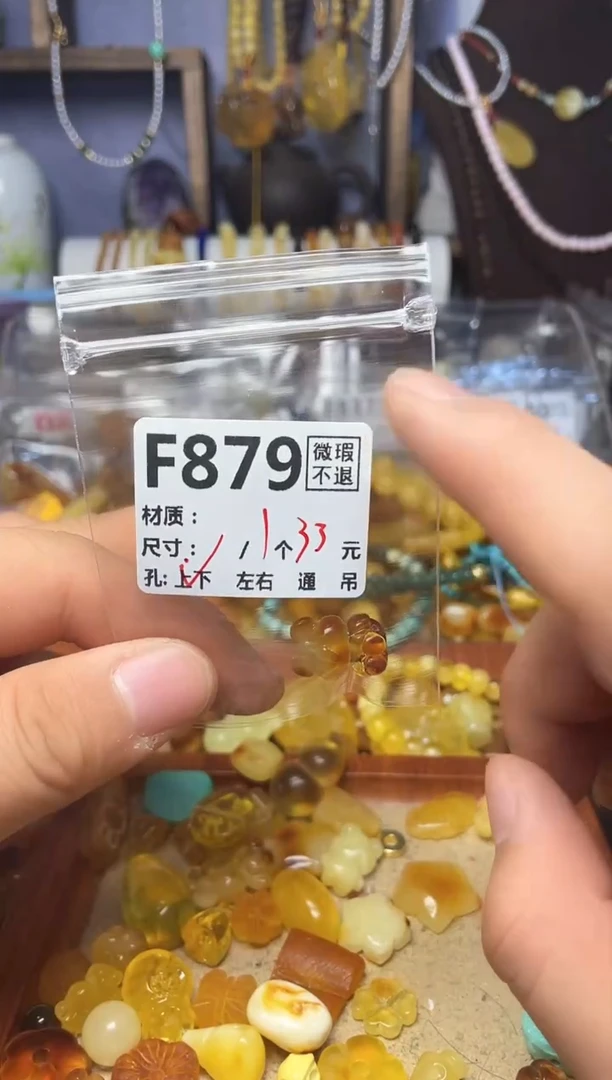 F879 微瑕不退
材质：
尺寸： / 1个33元
孔:上下 左右 通 吊